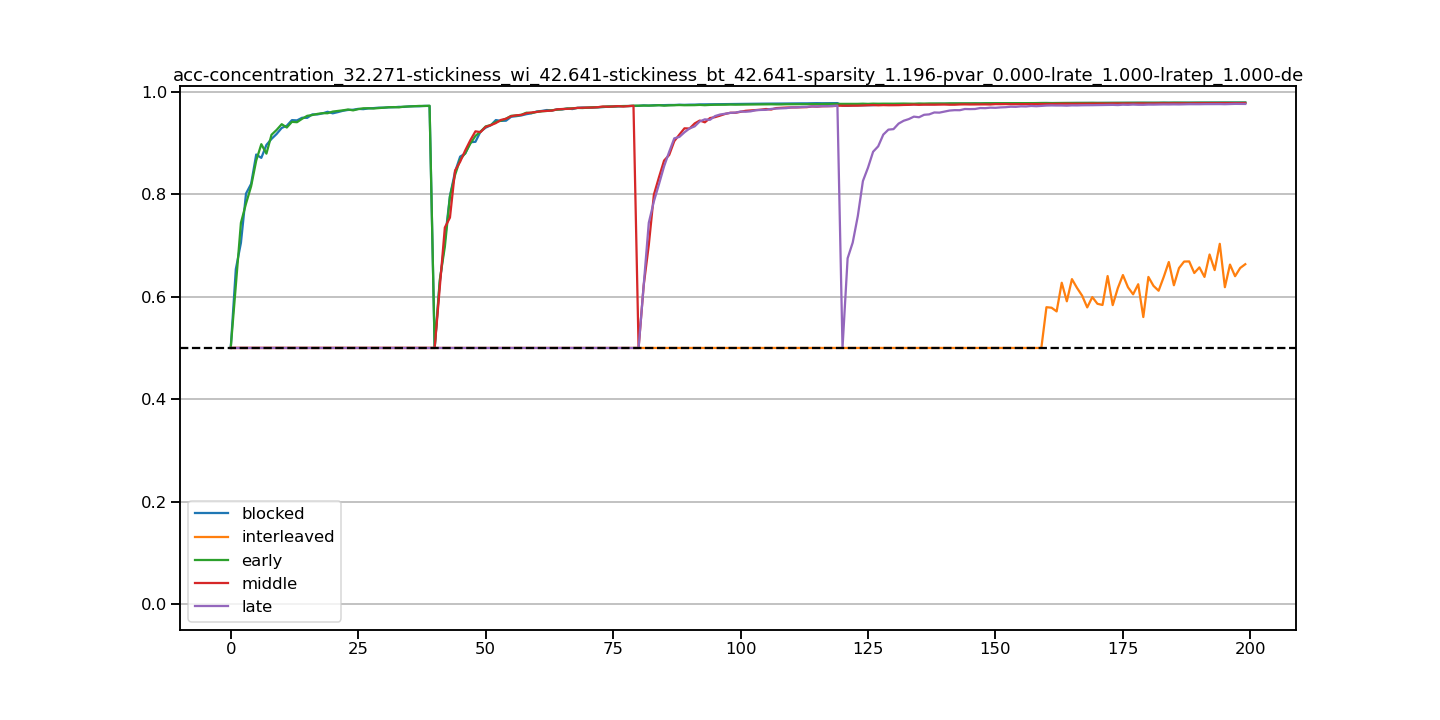 acc-concentration_32.271-stickiness_wi_42.641-stickiness_bt_42.641-sparsity_1.196-pvar_0.000-lrate_1.000-lratep_1.000-de
1.0
0.8
0.6
0.4
0.2
0.0
blocked
interleaved
early
middle
late
0 25 50 75 100 125 150 175 200